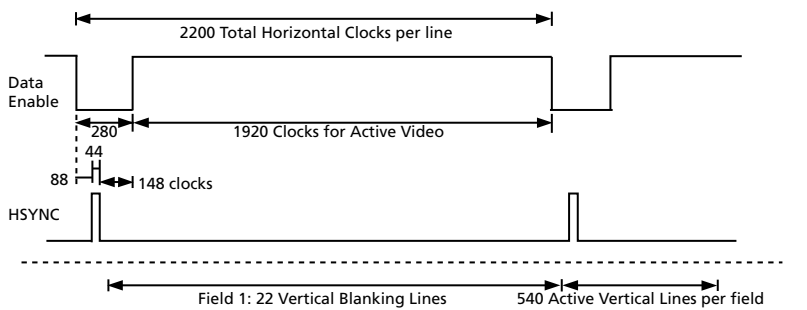 2200 Total Horizontal Clocks per line
Data
Enable
280
1920 Clocks for Active Video
44
88
148 clocks
HSYNC
Field 1: 22 Vertical Blanking Lines
540 Active Vertical Lines per field